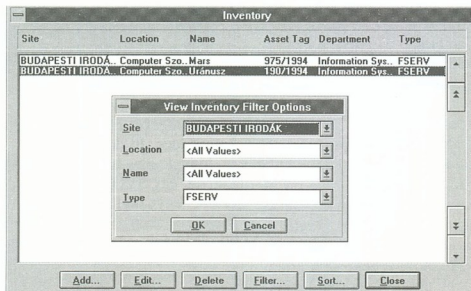 Inventory
Site Location Name Asset Tag Department Type
BUDAPESTI IRODÁ.. Computer Szo.. Mars 975/1994 Information Sys.. FSERV
BUDAPESTI IRODÁ.. Computer Szo.. Uránusz 190/1994 Information Sys.. FSERV
View Inventory Filter Options
Site BUDAPESTI IRODÁK
Location <All Values>
Name <All Values>
Type FSERV
OK Cancel
Add... Edit... Delete Filter... Sort... Close